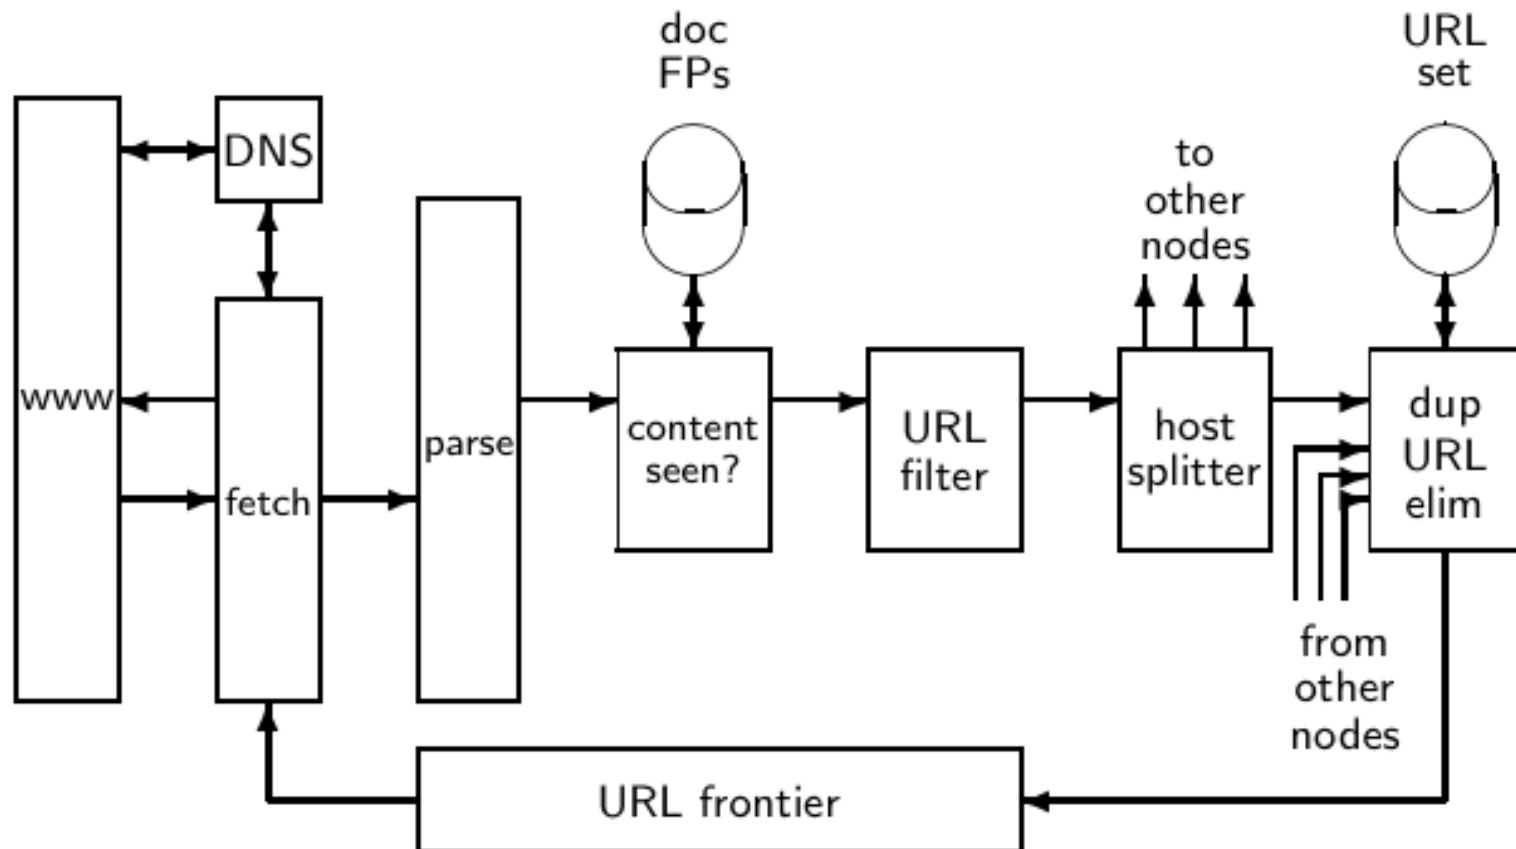 doc
FPs
URL
set
DNS
to
other
nodes
www
fetch
parse
content
seen?
URL
filter
host
splitter
dup
URL
elim
from
other
nodes
URL frontier